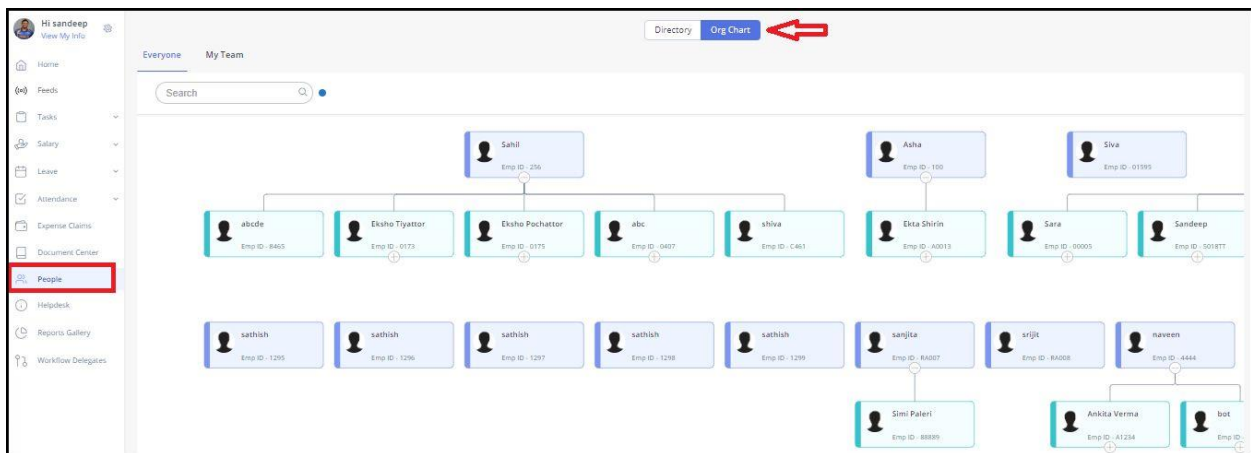 Hi sandeep
View My Info
Home
Feeds
Tasks
Salary
Leave
Attendance
Expense Claims
Document Center
People
Helpdesk
Reports Gallery
Workflow Delegates
Directory
Org Chart
Everyone
My Team
Search
Sahil
Emp ID - 256
Asha
Emp ID - 100
Siva
Emp ID - 01595
abcde
Emp ID - 8465
Eksho Tiyattor
Emp ID - 0173
Eksho Pochattor
Emp ID - 0175
abc
Emp ID - 0407
shiva
Emp ID - C461
Ekta Shirin
Emp ID - A0013
Sara
Emp ID - 00005
Sandeep
Emp ID - S018TT
sathish
Emp ID - 1295
sathish
Emp ID - 1296
sathish
Emp ID - 1297
sathish
Emp ID - 1298
sathish
Emp ID - 1299
sanjita
Emp ID - RA007
srijit
Emp ID - RA008
naveen
Emp ID - 4444
Simi Paleri
Emp ID - 88889
Ankita Verma
Emp ID - A1234
bot
Emp ID -